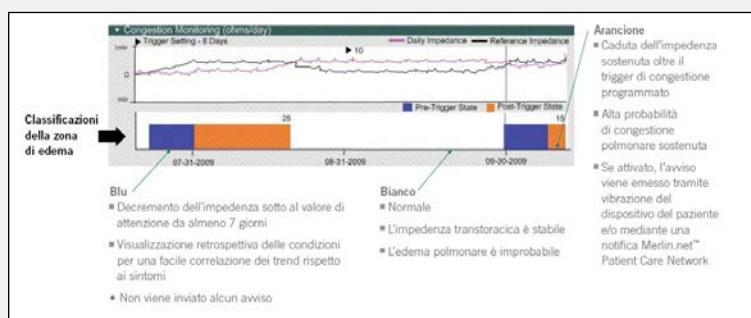 Congestion Monitoring (ohms/day)
Trigger Setting - 8 Days
10
Daily Impedance
Reference Impedance
1000
Ω
Pre-Trigger State
Post-Trigger State
25
15
07-31-2009
08-31-2009
09-30-2009
Classificazioni
della zona
di edema
Blu
Decremento dell'impedenza sotto al valore di
attenzione da almeno 7 giorni
Visualizzazione retrospettiva delle condizioni
per una facile correlazione dei trend rispetto
ai sintomi
Non viene inviato alcun avviso
Bianco
Normale
L'impedenza transtoracica è stabile
L'edema polmonare è improbabile
Arancione
Caduta dell'impedenza
sostenuta oltre il
trigger di congestione
programmato
Alta probabilità
di congestione
polmonare sostenuta
Se attivato, l'avviso
viene emesso tramite
vibrazione del
dispositivo del paziente
e/o mediante una
notifica Merlin.net™
Patient Care Network